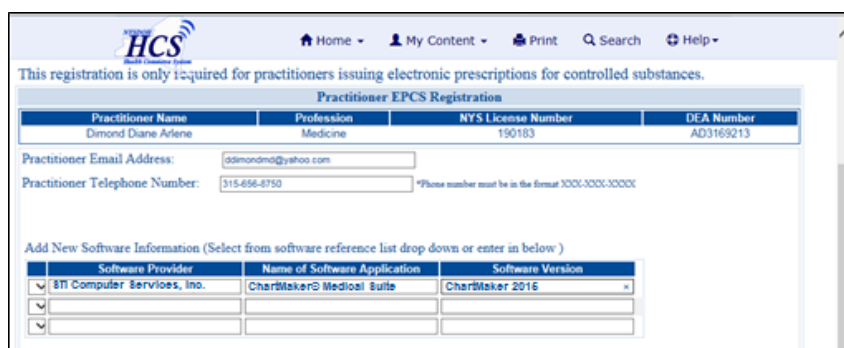 NYSDOH
HCS
Health Commerce System
Home My Content Print Search Help
This registration is only required for practitioners issuing electronic prescriptions for controlled substances.
Practitioner EPCS Registration
Practitioner Name Profession NYS License Number DEA Number
Dimond Diane Arlene Medicine 190183 AD3169213
Practitioner Email Address: ddimondmd@yahoo.com
Practitioner Telephone Number: 315-656-8750 *Phone number must be in the format XXX-XXX-XXXX
Add New Software Information (Select from software reference list drop down or enter in below )
Software Provider Name of Software Application Software Version
STI Computer Services, Inc. ChartMaker® Medical Suite ChartMaker 2016 ×